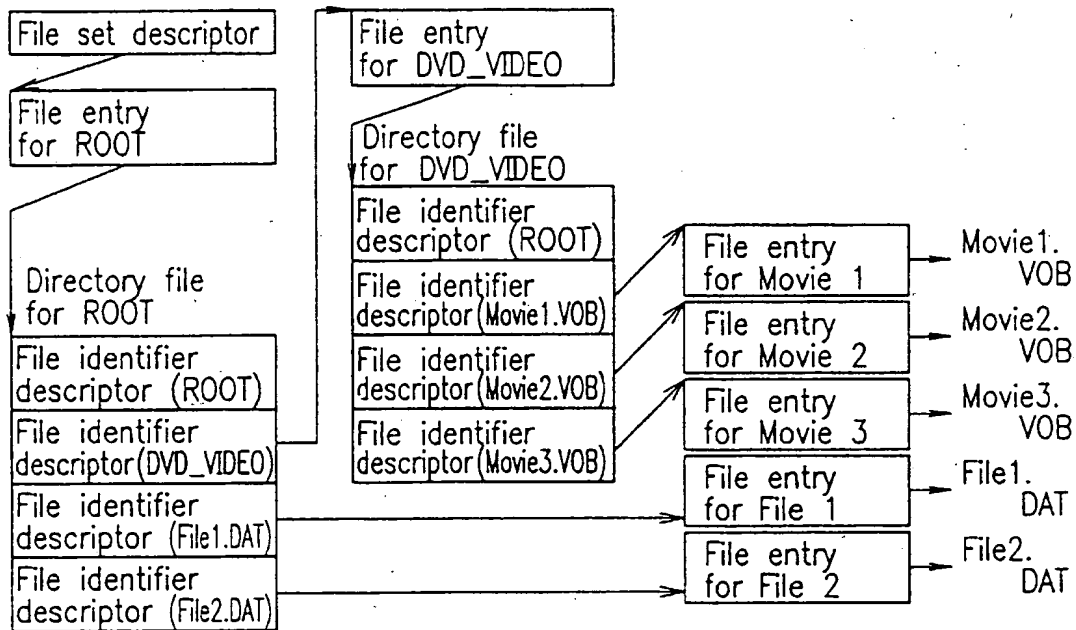 File set descriptor
File entry
for ROOT
Directory file
for ROOT
File identifier
descriptor (ROOT)
File identifier
descriptor(DVD_VIDEO)
File identifier
descriptor (File1.DAT)
File identifier
descriptor (File2.DAT)
File entry
for DVD_VIDEO
Directory file
for DVD_VIDEO
File identifier
descriptor (ROOT)
File identifier
descriptor(Movie1.VOB)
File identifier
descriptor(Movie2.VOB)
File identifier
descriptor(Movie3.VOB)
File entry
for Movie 1
File entry
for Movie 2
File entry
for Movie 3
File entry
for File 1
File entry
for File 2
Movie1.
VOB
Movie2.
VOB
Movie3.
VOB
File1.
DAT
File2.
DAT